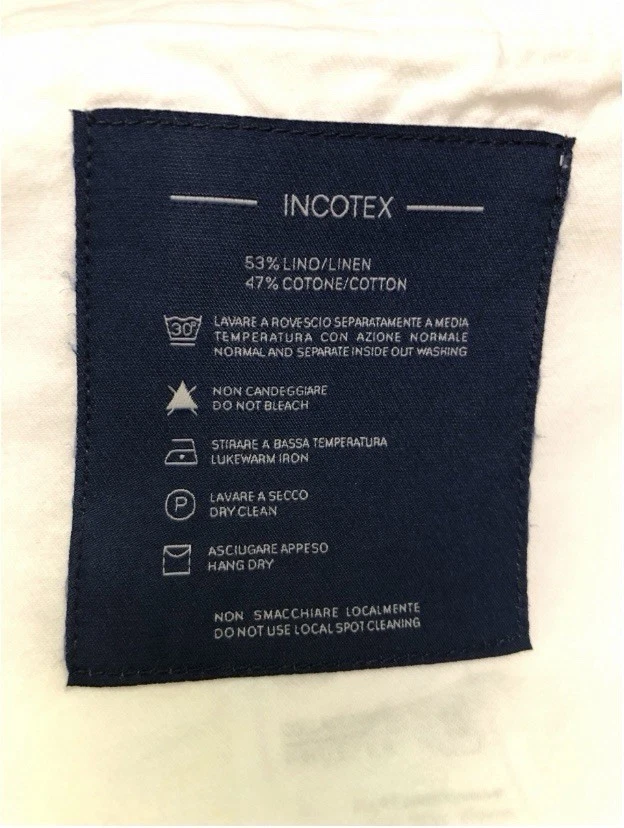 INCOTEX
53% LINO/LINEN
47% COTONE/COTTON
30°
LAVARE A ROVESCIO SEPARATAMENTE A MEDIA
TEMPERATURA CON AZIONE NORMALE
NORMAL AND SEPARATE INSIDE OUT WASHING
NON CANDEGGIARE
DO NOT BLEACH
STIRARE A BASSA TEMPERATURA
LUKEWARM IRON
P
LAVARE A SECCO
DRY CLEAN
ASCIUGARE APPESO
HANG DRY
NON SMACCHIARE LOCALMENTE
DO NOT USE LOCAL SPOT CLEANING